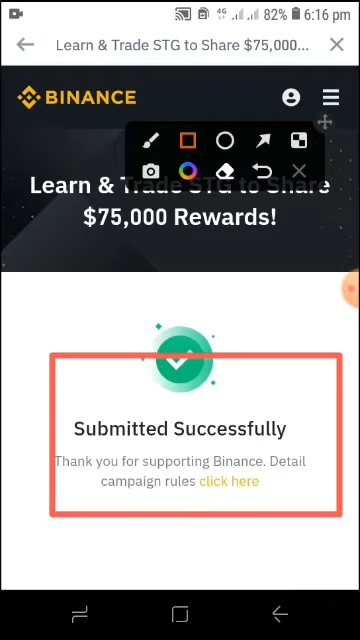 4G 82% 6:16 pm
Learn & Trade STG to Share $75,000...
BINANCE
Learn & Trade STG to Share
$75,000 Rewards!
Submitted Successfully
Thank you for supporting Binance. Detail
campaign rules click here